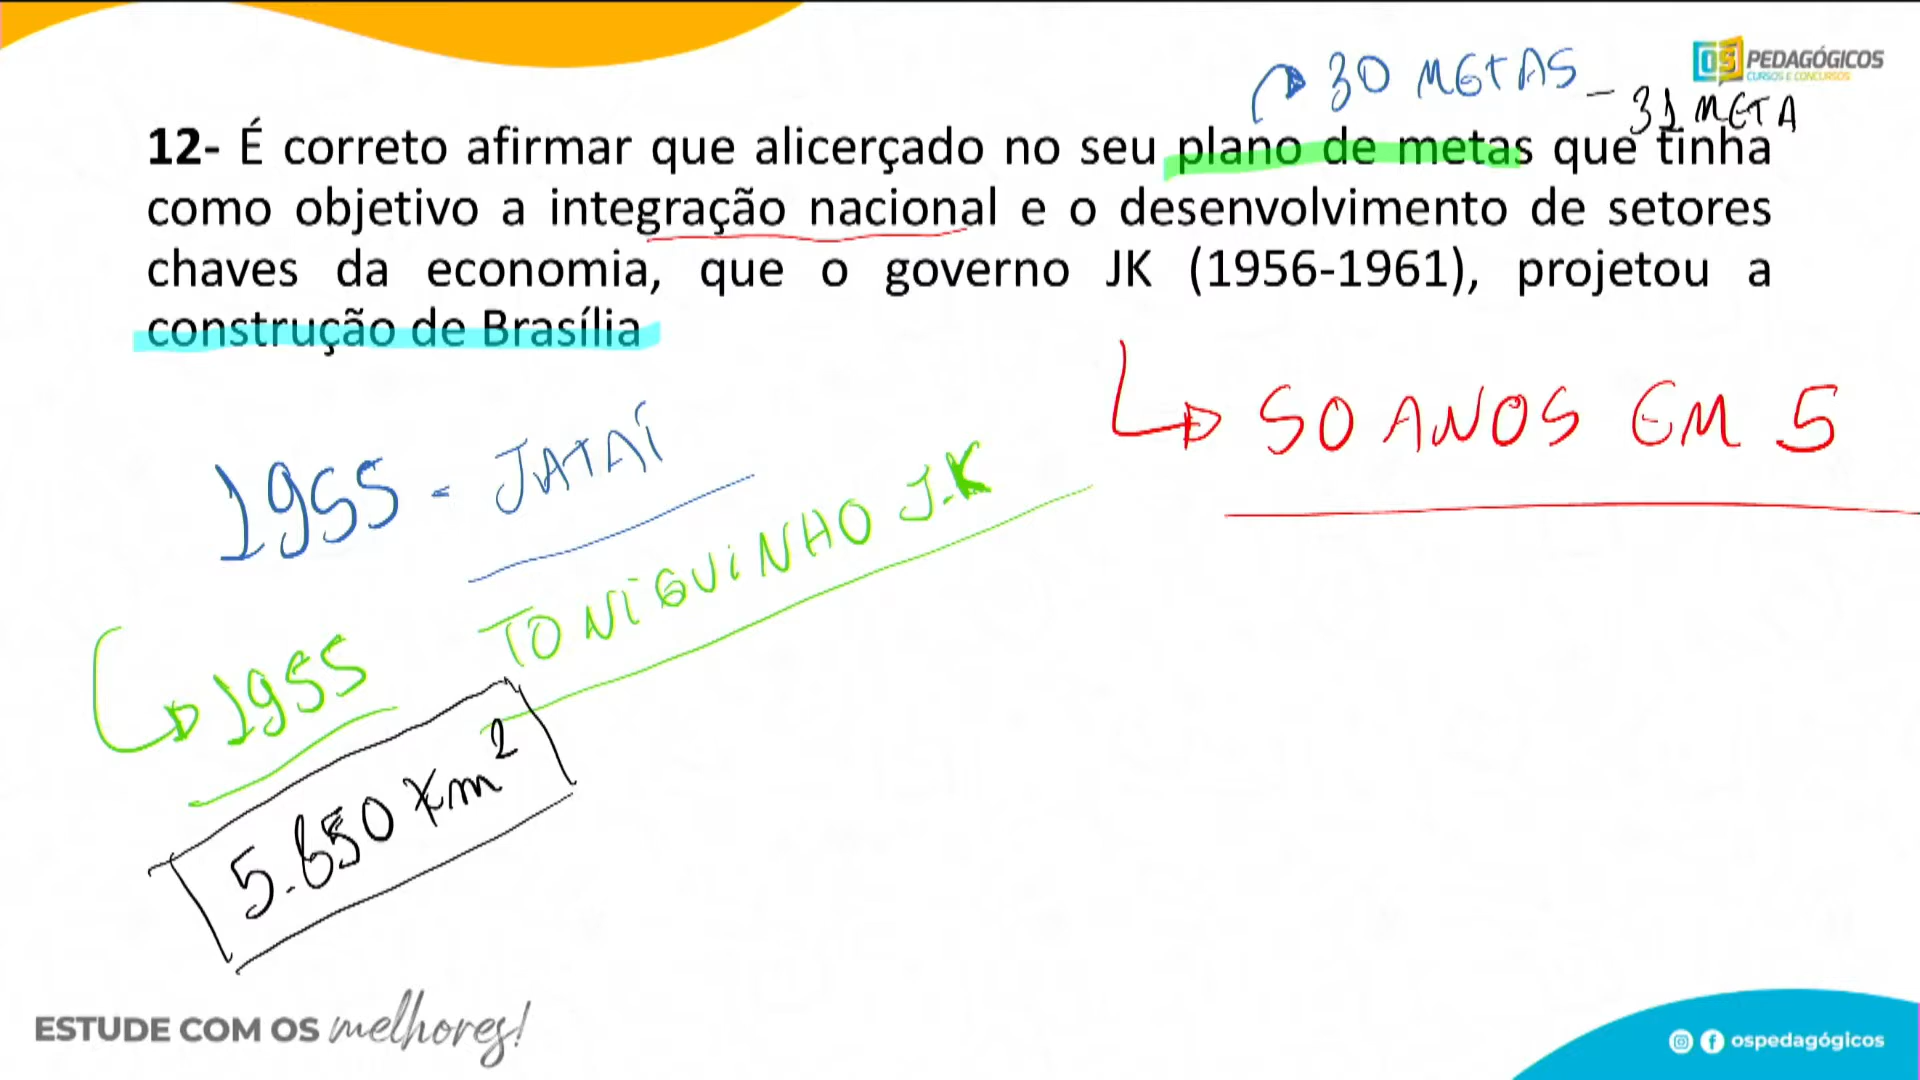 30 METAS - 31 META
OS PEDAGÓGICOS
CURSOS E CONCURSOS
12- É correto afirmar que alicerçado no seu plano de metas que tinha
como objetivo a integração nacional e o desenvolvimento de setores
chaves da economia, que o governo JK (1956-1961), projetou a
construção de Brasília
50 ANOS EM 5
1955 - JATAÍ
1955 TONIGUINHO J.K
5.650 Km²
ESTUDE COM OS melhores!
ospedagógicos